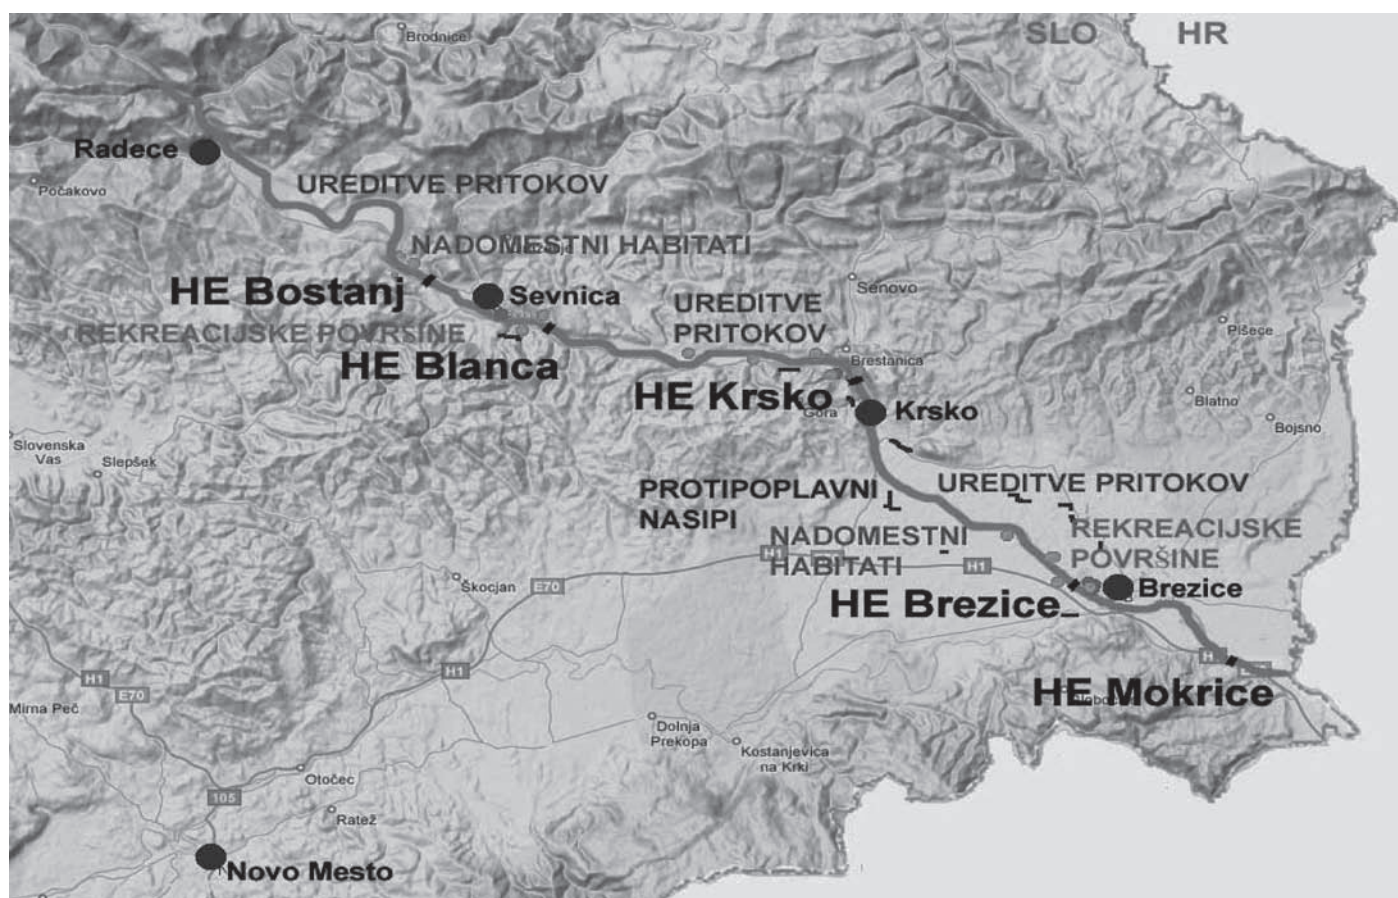 SLO
HR
Brodnice
Radece
Počakovo
UREDITVE PRITOKOV
NADOMESTNI HABITATI
HE Bostanj
Sevnica
Senovo
UREDITVE
PRITOKOV
REKREACIJSKE POVRŠINE
Pišece
HE Blanca
Brestanica
HE Krsko
Gora
Krsko
Blatno
Bojsno
Slovenska
Vas
Slepšek
PROTIPOPLAVNI
NASIPI
UREDITVE PRITOKOV
NADOMESTNI
HABITATI
REKREACIJSKE
POVRŠINE
H1
H1
Škocjan
E70
Brezice
HE Brezice
H1
H1
E70
HE Mokrice
Mirna Peč
Dolnja
Prekopa
Kostanjevica
na Krki
Otočec
105
Ratež
Novo Mesto